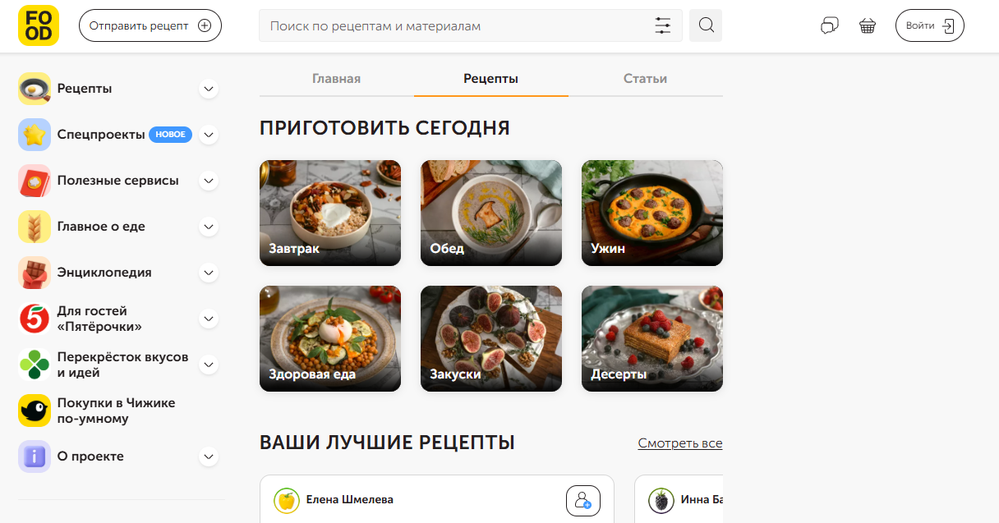 FO
OD
Отправить рецепт
Поиск по рецептам и материалам
Войти
Рецепты
Спецпроекты НОВОЕ
Полезные сервисы
Главное о еде
Энциклопедия
Для гостей
«Пятёрочки»
Перекрёсток вкусов
и идей
Покупки в Чижике
по-умному
О проекте
Главная
Рецепты
Статьи
ПРИГОТОВИТЬ СЕГОДНЯ
Завтрак
Обед
Ужин
Здоровая еда
Закуски
Десерты
ВАШИ ЛУЧШИЕ РЕЦЕПТЫ
Смотреть все
Елена Шмелева
Инна Ба